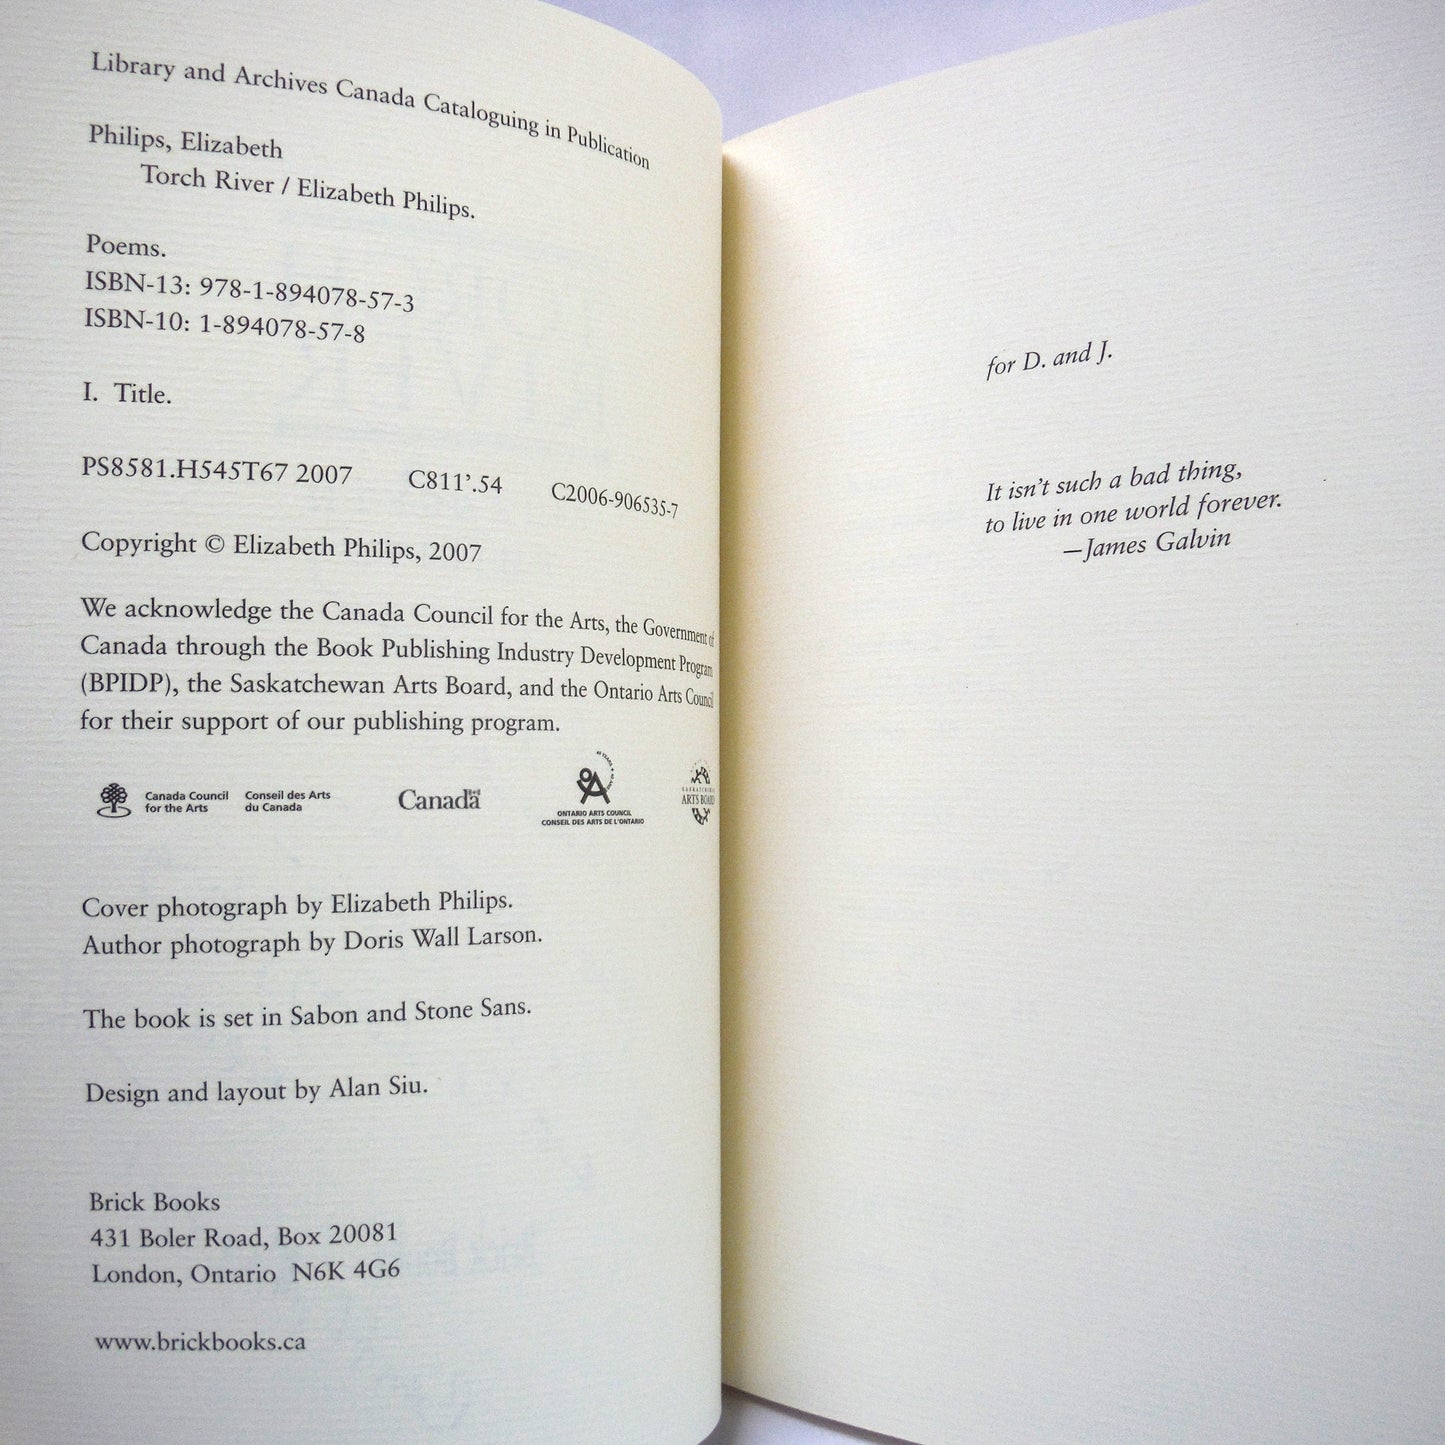 Library and Archives Canada Cataloguing in Publication
Philips, Elizabeth
Torch River / Elizabeth Philips.
Poems.
ISBN-13: 978-1-894078-57-3
ISBN-10: 1-894078-57-8
I. Title.
PS8581.H545T67 2007 C811’.54 C2006-906535-7
Copyright © Elizabeth Philips, 2007
We acknowledge the Canada Council for the Arts, the Government of
Canada through the Book Publishing Industry Development Program
(BPIDP), the Saskatchewan Arts Board, and the Ontario Arts Council
for their support of our publishing program.
Canada Council Conseil des Arts
for the Arts du Canada
Canada
ONTARIO ARTS COUNCIL
CONSEIL DES ARTS DE L'ONTARIO
SASKATCHEWAN
ARTS BOARD
Cover photograph by Elizabeth Philips.
Author photograph by Doris Wall Larson.
The book is set in Sabon and Stone Sans.
Design and layout by Alan Siu.
Brick Books
431 Boler Road, Box 20081
London, Ontario N6K 4G6
www.brickbooks.ca
for D. and J.
It isn’t such a bad thing,
to live in one world forever.
—James Galvin